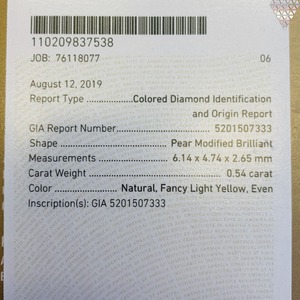 110209837538
JOB: 76118077 06
August 12, 2019
Report Type ................Colored Diamond Identification
and Origin Report
GIA Report Number............................5201507333
Shape ........................Pear Modified Brilliant
Measurements ................6.14 x 4.74 x 2.65 mm
Carat Weight ....................................0.54 carat
Color .............Natural, Fancy Light Yellow, Even
Inscription(s): GIA 5201507333